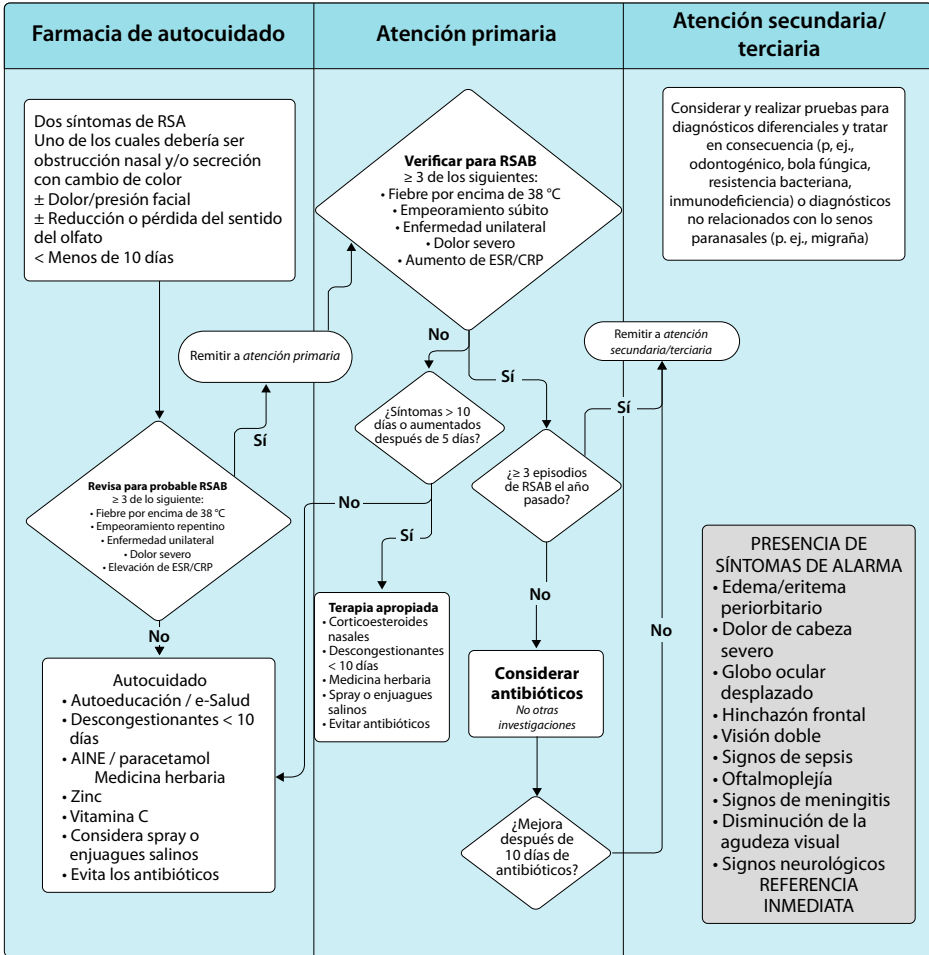 Farmacia de autocuidado
Dos síntomas de RSA
Uno de los cuales debería ser
obstrucción nasal y/o secreción
con cambio de color
± Dolor/presión facial
± Reducción o pérdida del sentido
del olfato
< Menos de 10 días
Remitir a atención primaria
Sí
Revisa para probable RSAB
≥ 3 de lo siguiente:
• Fiebre por encima de 38 °C
• Empeoramiento repentino
• Enfermedad unilateral
• Dolor severo
• Elevación de ESR/CRP
No
Autocuidado
• Autoeducación / e-Salud
• Descongestionantes < 10
días
• AINE / paracetamol
Medicina herbaria
• Zinc
• Vitamina C
• Considera spray o
enjuagues salinos
• Evita los antibióticos
Atención primaria
Verificar para RSAB
≥ 3 de los siguientes:
• Fiebre por encima de 38 °C
• Empeoramiento súbito
• Enfermedad unilateral
• Dolor severo
• Aumento de ESR/CRP
No
Sí
¿Síntomas > 10
días o aumentados
después de 5 días?
No
Sí
Terapia apropiada
• Corticoesteroides
nasales
• Descongestionantes
< 10 días
• Medicina herbaria
• Spray o enjuagues
salinos
• Evitar antibióticos
¿≥ 3 episodios
de RSAB el año
pasado?
Sí
No
Considerar
antibióticos
No otras
investigaciones
¿Mejora
después de
10 días de
antibióticos?
No
Atención secundaria/
terciaria
Considerar y realizar pruebas para
diagnósticos diferenciales y tratar
en consecuencia (p, ej.,
odontogénico, bola fúngica,
resistencia bacteriana,
inmunodeficiencia) o diagnósticos
no relacionados con lo senos
paranasales (p. ej., migraña)
Remitir a atención
secundaria/terciaria
PRESENCIA DE
SÍNTOMAS DE ALARMA
• Edema/eritema
periorbitario
• Dolor de cabeza
severo
• Globo ocular
desplazado
• Hinchazón frontal
• Visión doble
• Signos de sepsis
• Oftalmoplejía
• Signos de meningitis
• Disminución de la
agudeza visual
• Signos neurológicos
REFERENCIA
INMEDIATA